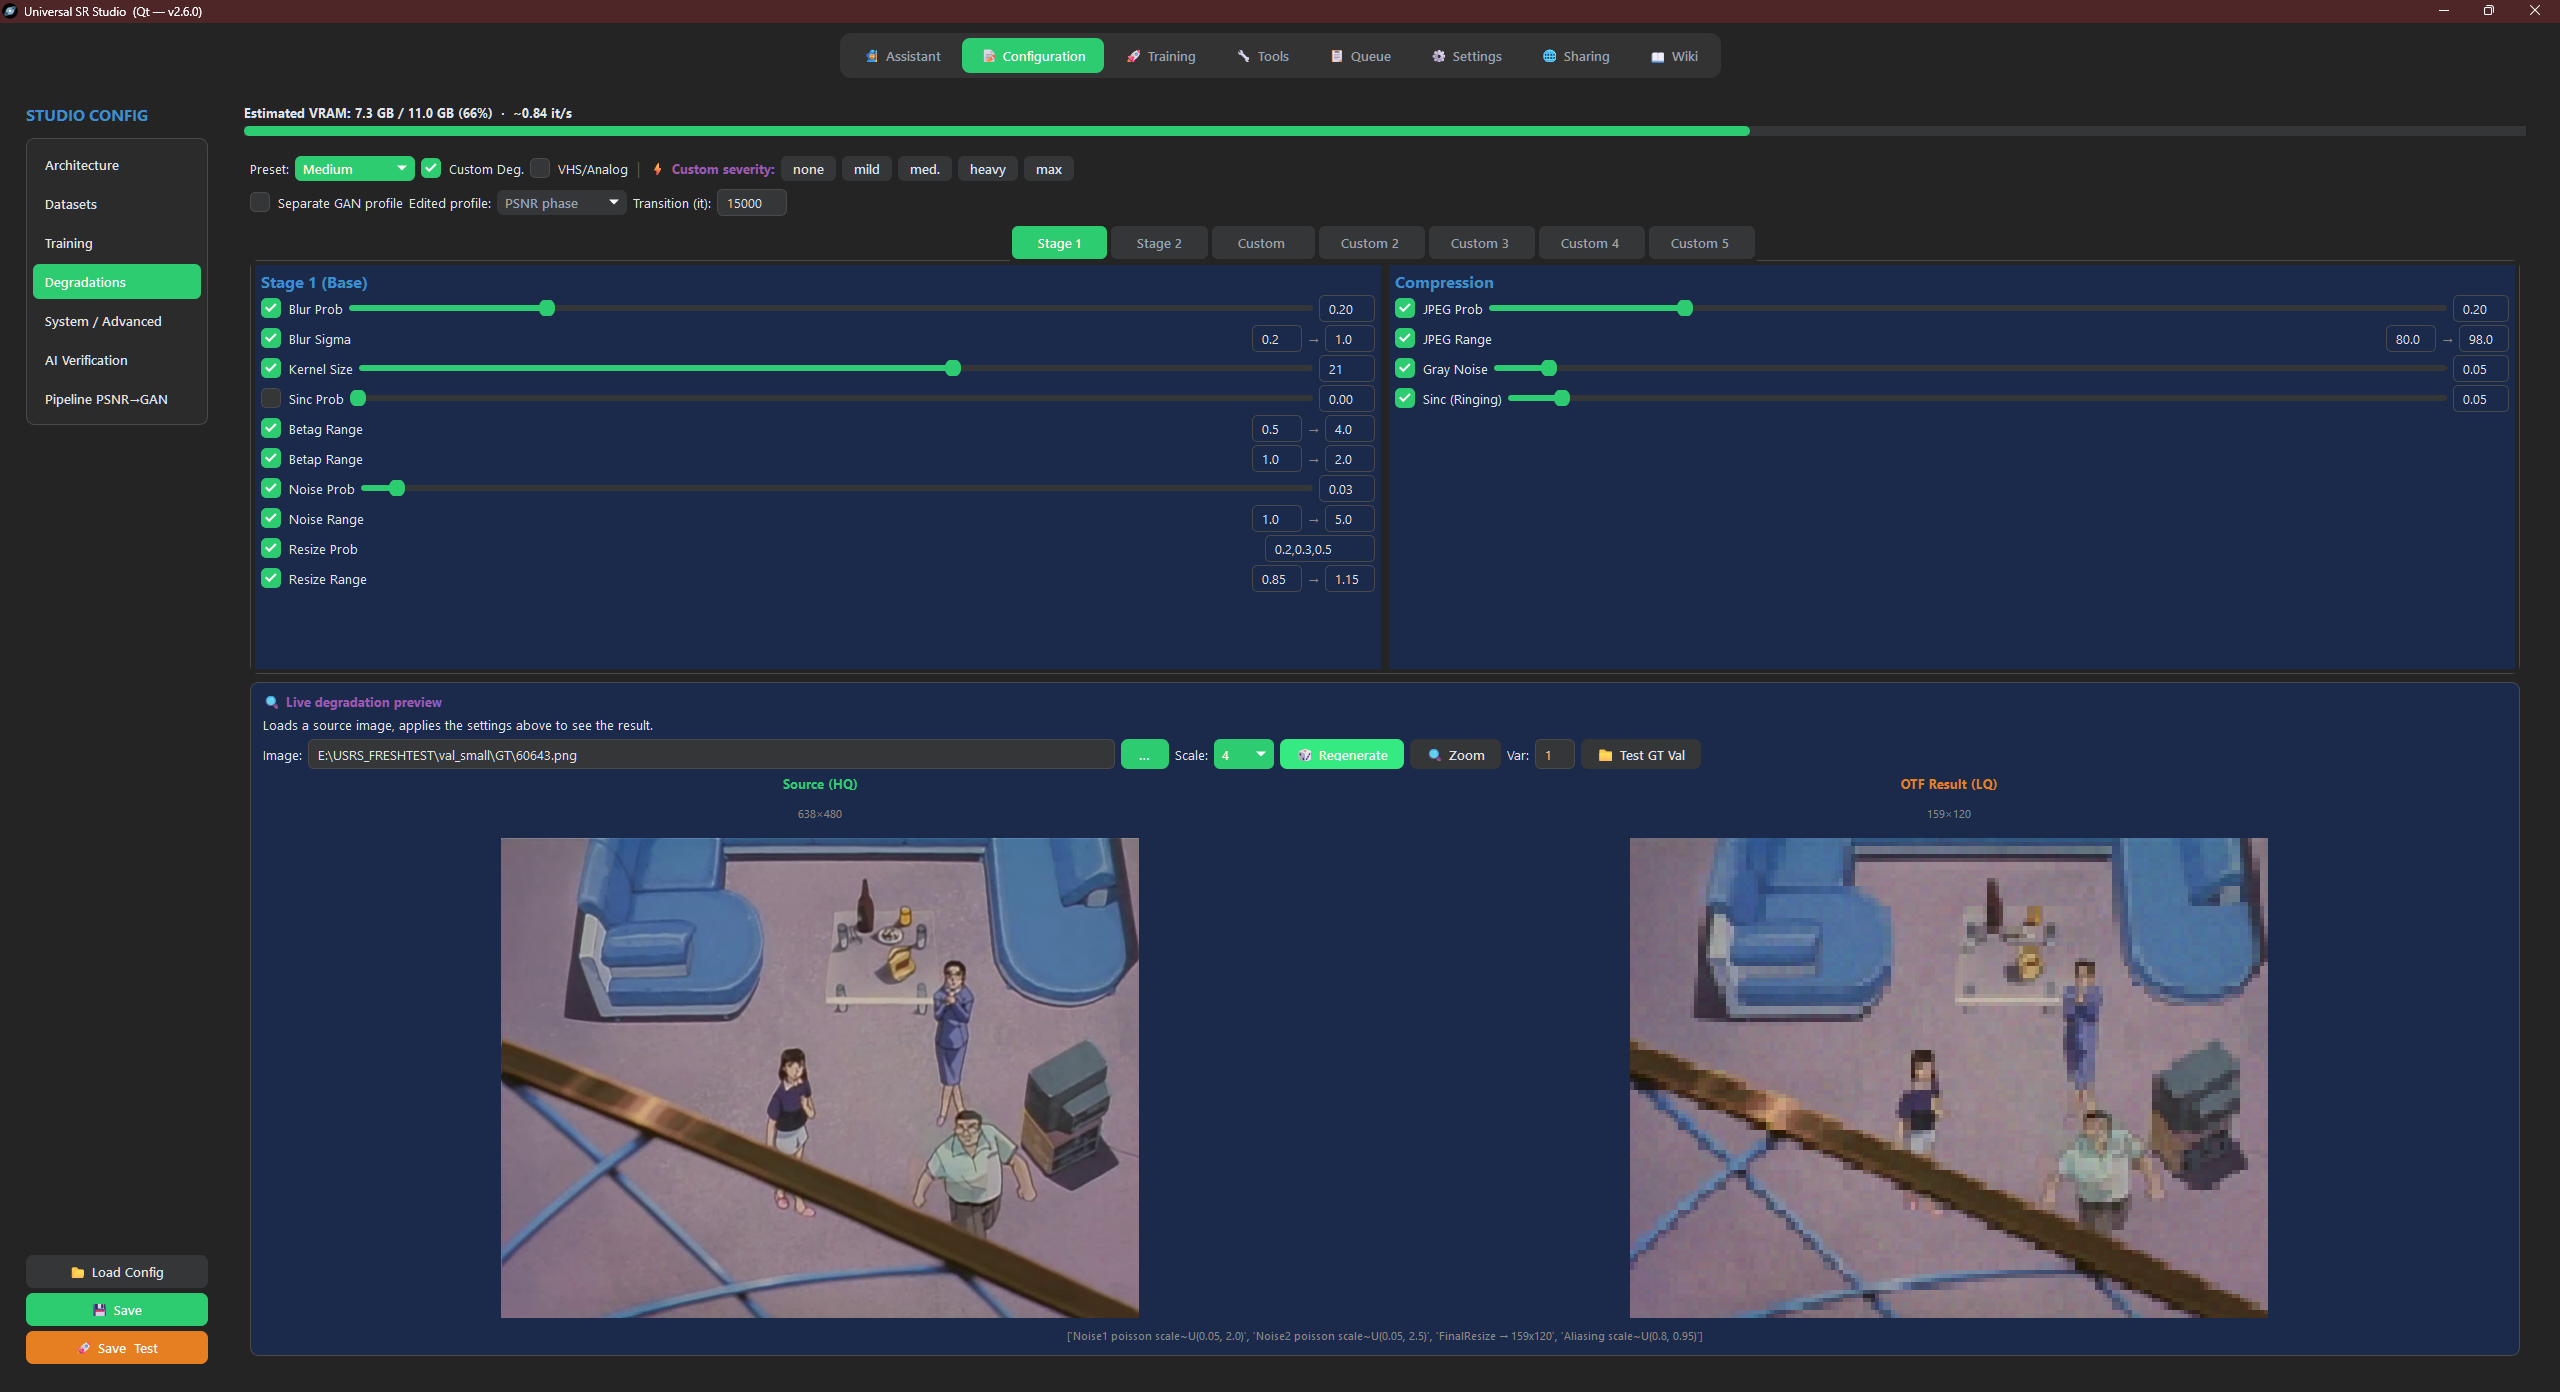 Universal SR Studio (Qt — v2.6.0)
Assistant Configuration Training Tools Queue Settings Sharing Wiki
STUDIO CONFIG
Architecture
Datasets
Training
Degradations
System / Advanced
AI Verification
Pipeline PSNR→GAN
Load Config
Save
Save Test
Estimated VRAM: 7.3 GB / 11.0 GB (66%) · ~0.84 it/s
Preset: Medium Custom Deg. VHS/Analog | Custom severity: none mild med. heavy max
Separate GAN profile Edited profile: PSNR phase Transition (it): 15000
Stage 1 Stage 2 Custom Custom 2 Custom 3 Custom 4 Custom 5
Stage 1 (Base)
Blur Prob 0.20
Blur Sigma 0.2 → 1.0
Kernel Size 21
Sinc Prob 0.00
Betag Range 0.5 → 4.0
Betap Range 1.0 → 2.0
Noise Prob 0.03
Noise Range 1.0 → 5.0
Resize Prob 0.2,0.3,0.5
Resize Range 0.85 → 1.15
Compression
JPEG Prob 0.20
JPEG Range 80.0 → 98.0
Gray Noise 0.05
Sinc (Ringing) 0.05
Live degradation preview
Loads a source image, applies the settings above to see the result.
Image: E:\USRS_FRESHTEST\val_small\GT\60643.png ... Scale: 4 Regenerate Zoom Var: 1 Test GT Val
Source (HQ)
638×480
OTF Result (LQ)
159×120
['Noise1 poisson scale~U(0.05, 2.0)', 'Noise2 poisson scale~U(0.05, 2.5)', 'FinalResize → 159x120', 'Aliasing scale~U(0.8, 0.95)']